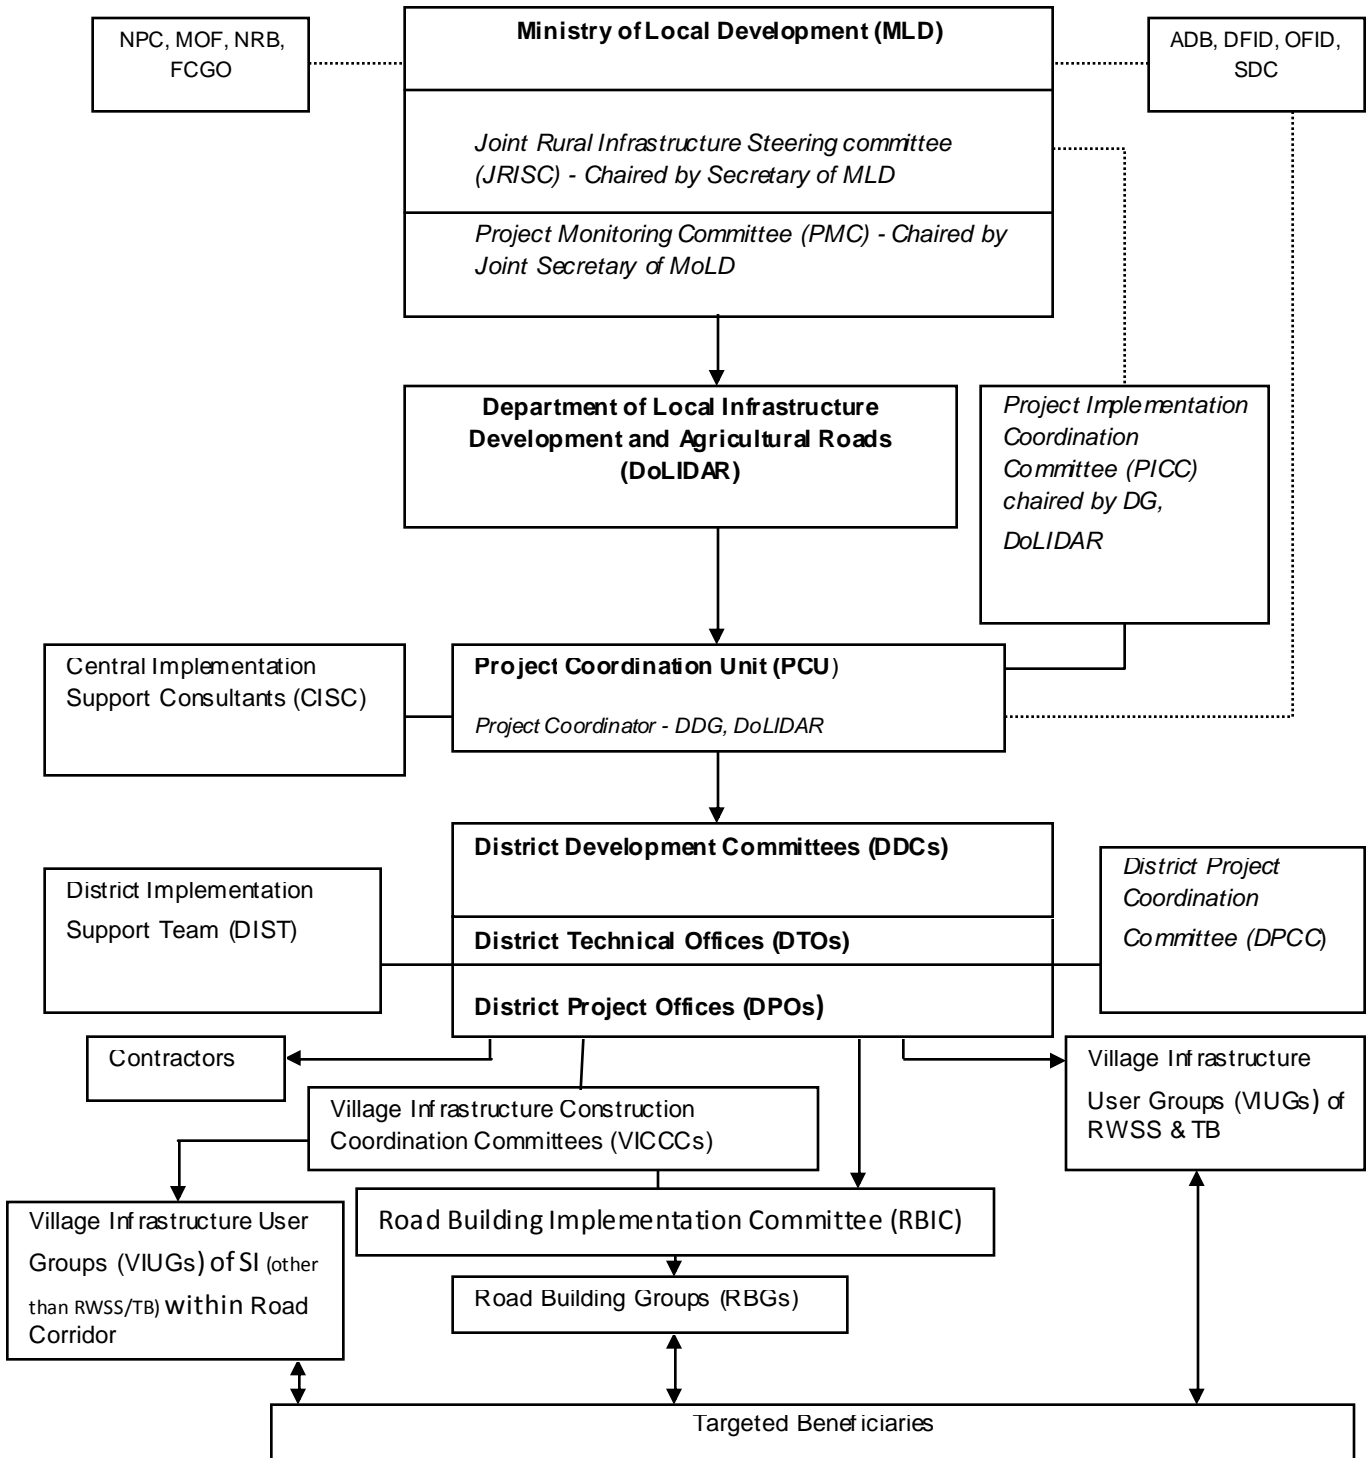 NPC, MOF, NRB,
FCGO
Ministry of Local Development (MLD)
ADB, DFID, OFID,
SDC
Joint Rural Infrastructure Steering committee
(JRISC) - Chaired by Secretary of MLD
Project Monitoring Committee (PMC) - Chaired by
Joint Secretary of MoLD
Department of Local Infrastructure
Development and Agricultural Roads
(DoLIDAR)
Project Implementation
Coordination
Committee (PICC)
chaired by DG,
DoLIDAR
Central Implementation
Support Consultants (CISC)
Project Coordination Unit (PCU)
Project Coordinator - DDG, DoLIDAR
District Development Committees (DDCs)
District Implementation
Support Team (DIST)
District Project
Coordination
Committee (DPCC)
District Technical Offices (DTOs)
District Project Offices (DPOs)
Contractors
Village Infrastructure
User Groups (VIUGs) of
RWSS & TB
Village Infrastructure Construction
Coordination Committees (VICCCs)
Village Infrastructure User
Groups (VIUGs) of SI (other
than RWSS/TB) within Road
Corridor
Road Building Implementation Committee (RBIC)
Road Building Groups (RBGs)
Targeted Beneficiaries